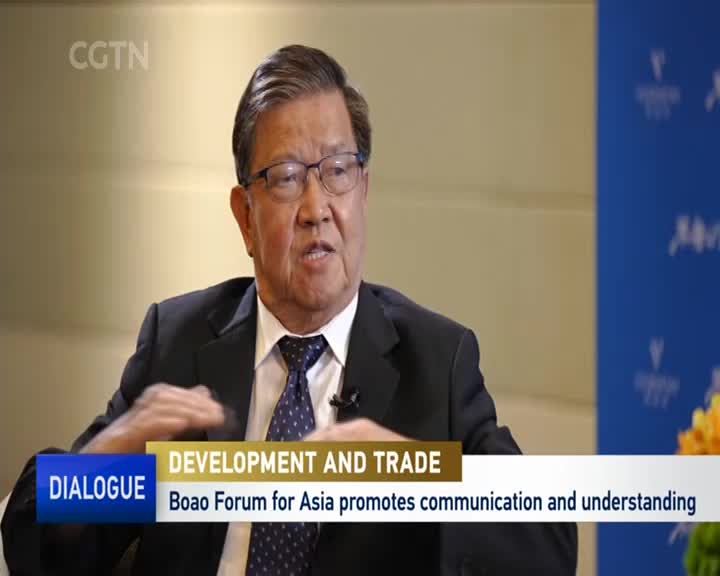 CGTN
DEVELOPMENT AND TRADE
DIALOGUE
Boao Forum for Asia promotes communication and understanding